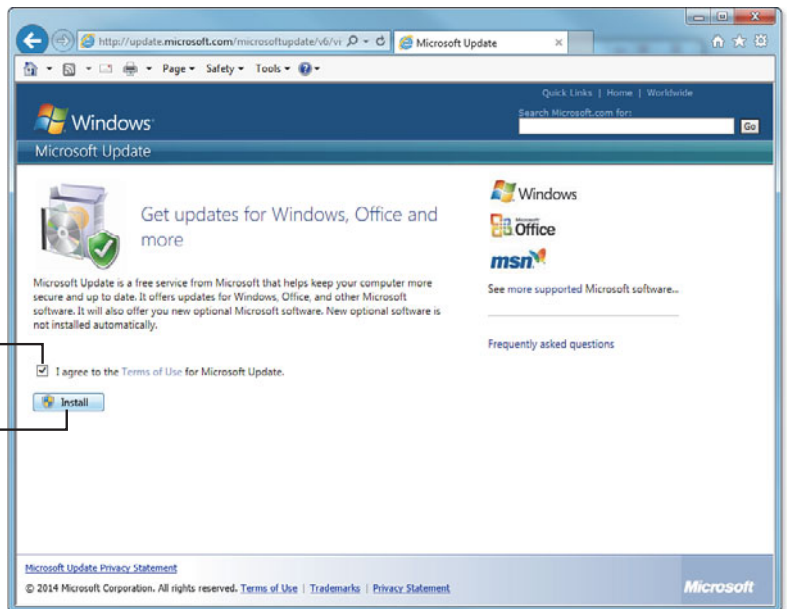 http://update.microsoft.com/microsoftupdate/v6/vi
Microsoft Update
Page Safety Tools
Quick Links | Home | Worldwide
Windows
Search Microsoft.com for:
Go
Microsoft Update
Get updates for Windows, Office and
more
Microsoft Update is a free service from Microsoft that helps keep your computer more
secure and up to date. It offers updates for Windows, Office, and other Microsoft
software. It will also offer you new optional Microsoft software. New optional software is
not installed automatically.
I agree to the Terms of Use for Microsoft Update.
Install
Windows
Microsoft
Office
msn
See more supported Microsoft software...
Frequently asked questions
Microsoft Update Privacy Statement
© 2014 Microsoft Corporation. All rights reserved. Terms of Use | Trademarks | Privacy Statement
Microsoft